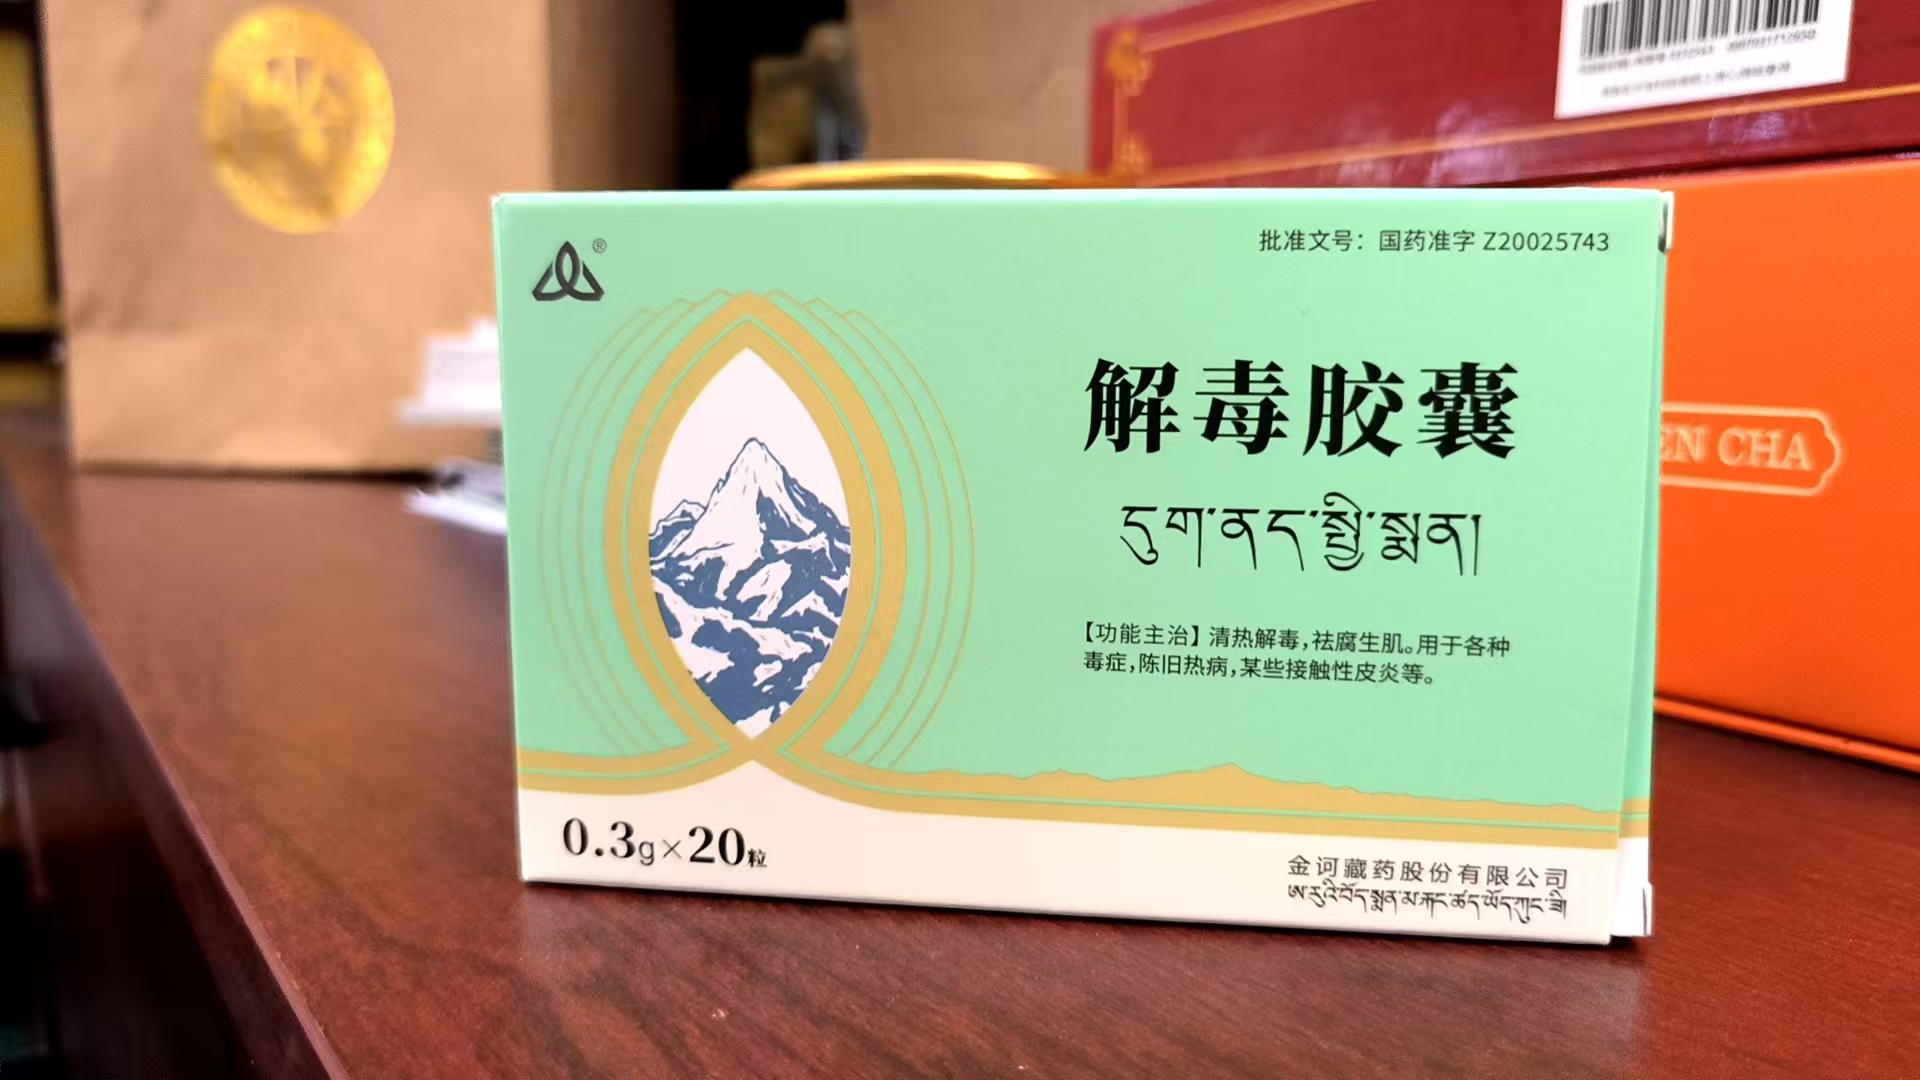 批准文号：国药准字 Z20025743
®
解毒胶囊
དུག་ནད་སྤྱི་སྨན།
【功能主治】清热解毒，祛腐生肌。用于各种
毒症，陈旧热病，某些接触性皮炎等。
0.3g×20粒
金诃藏药股份有限公司
ཨ་རུའི་བོད་སྨན་མ་རྐང་ཚད་ཡོད་ཀུང་ཟི།
EN CHA